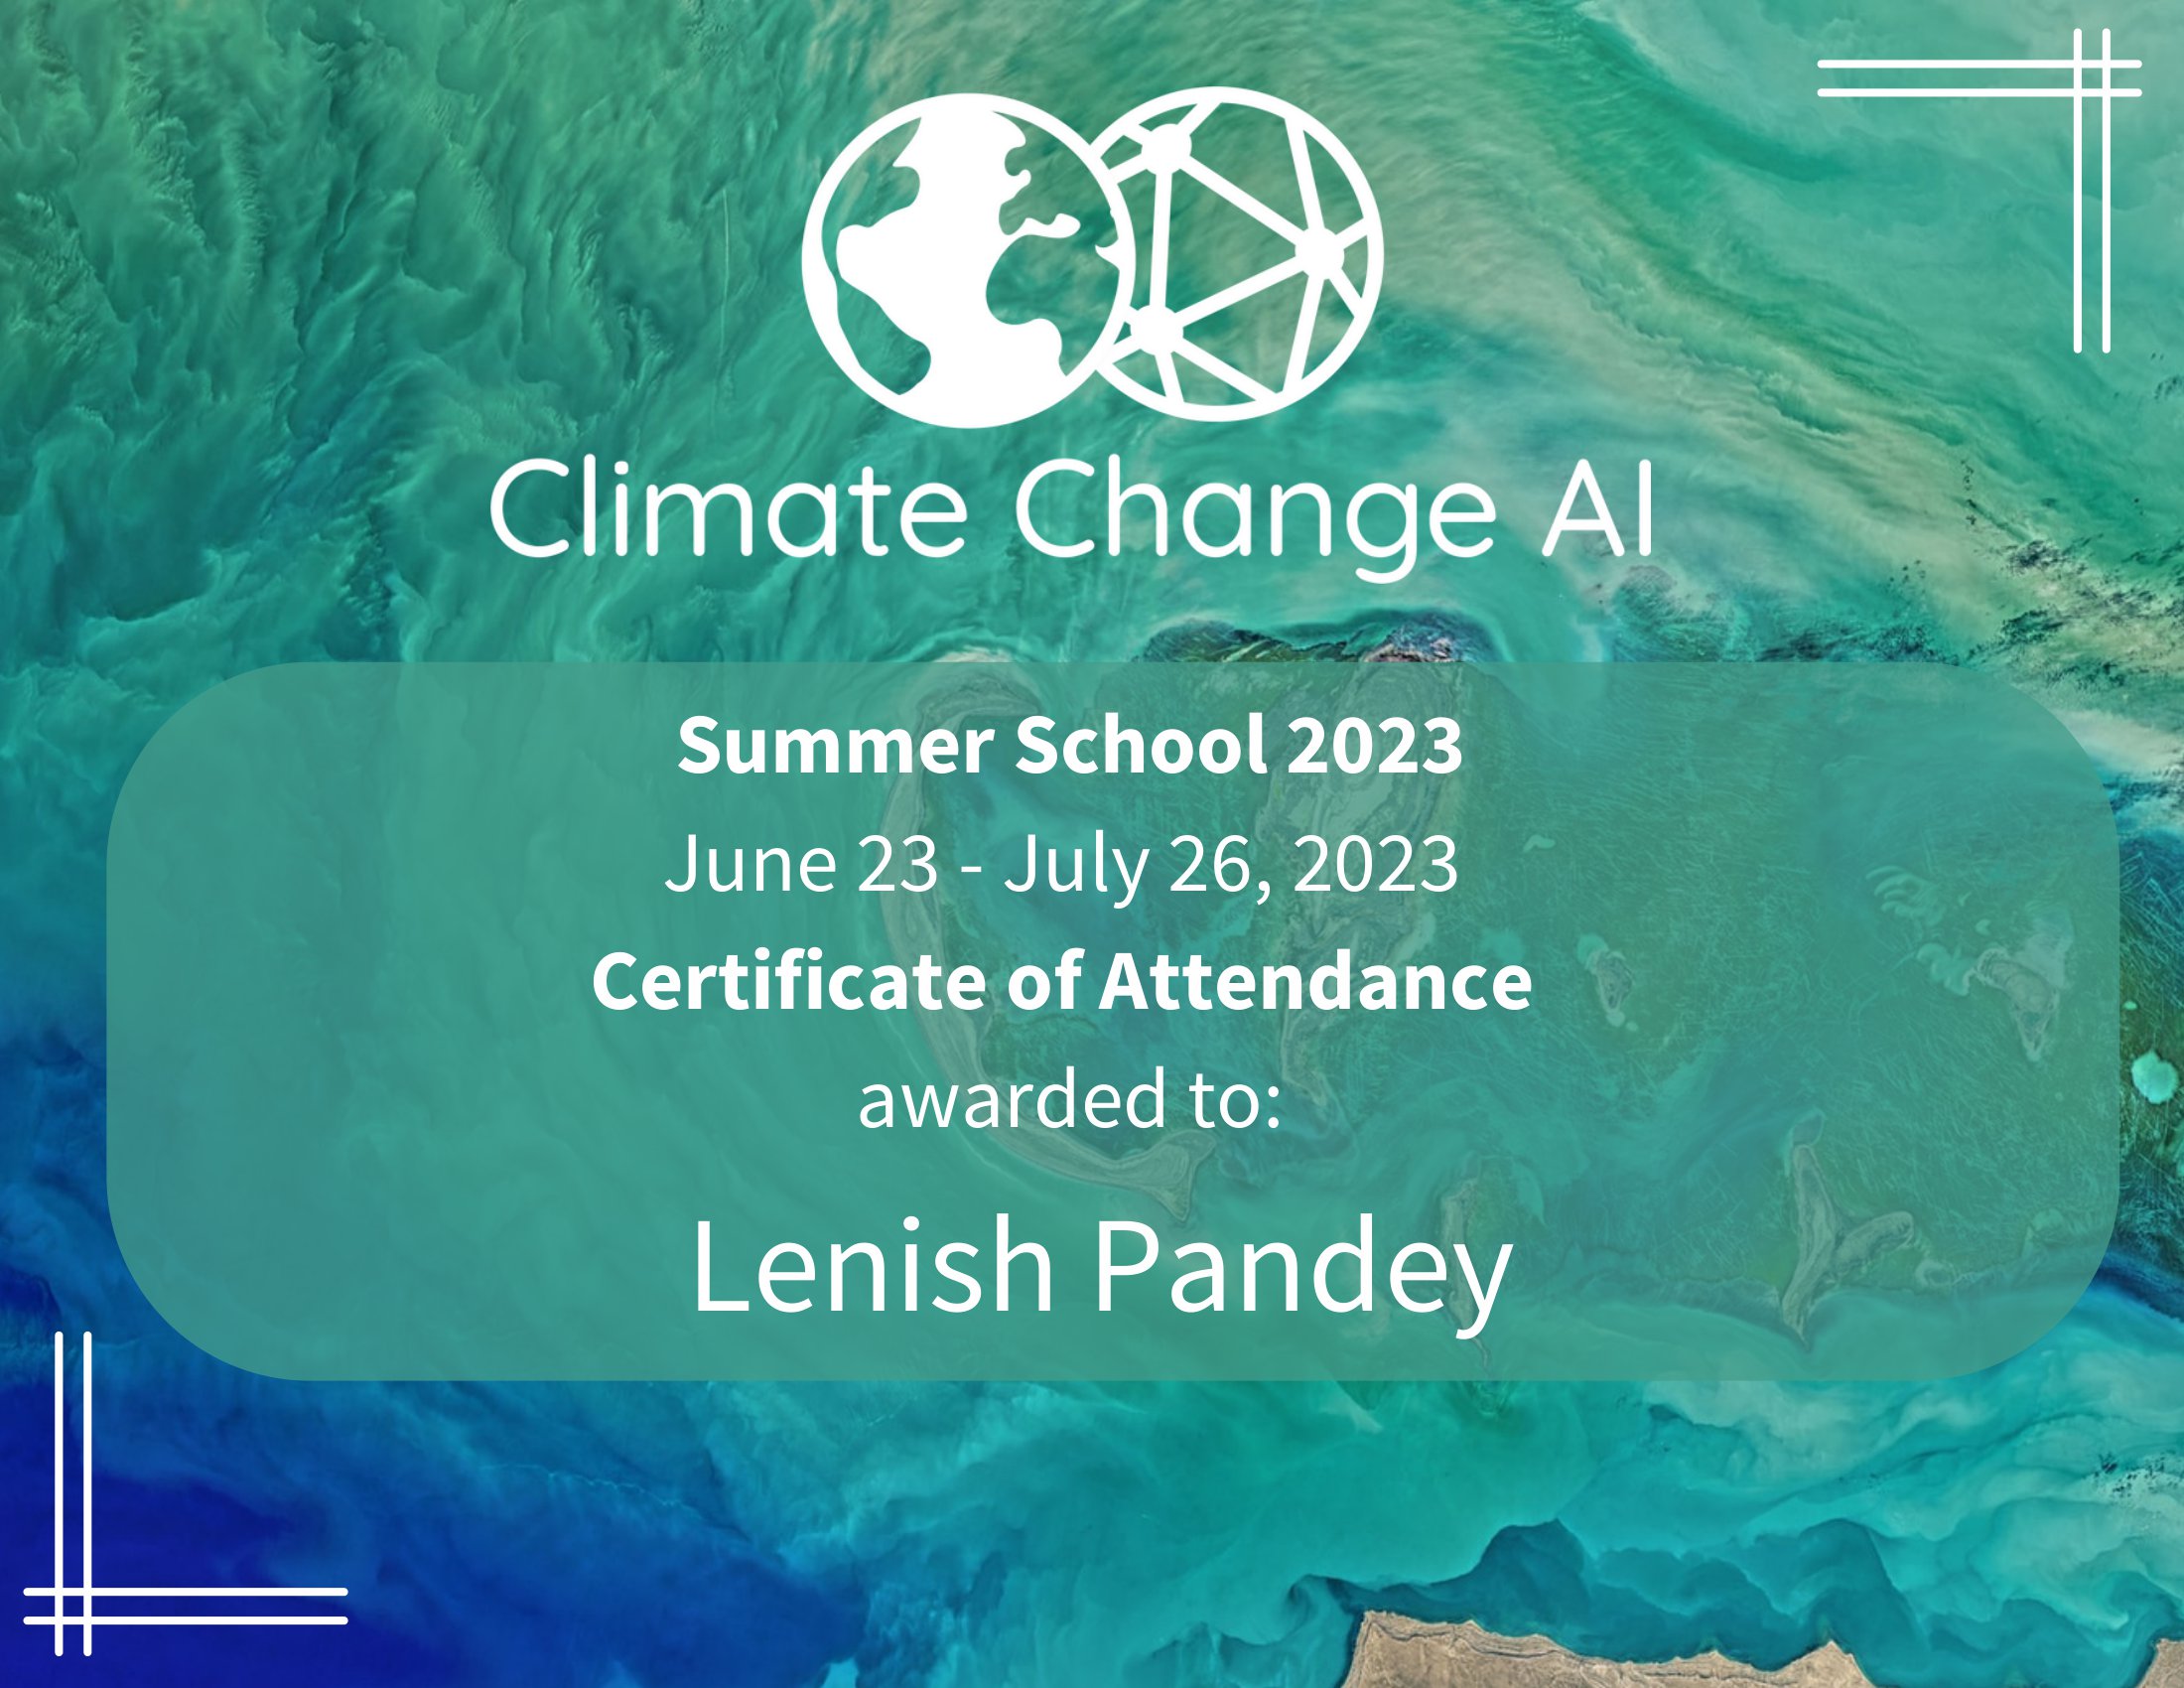 Climate Change AI
Summer School 2023
June 23 - July 26, 2023
Certificate of Attendance
awarded to:
Lenish Pandey